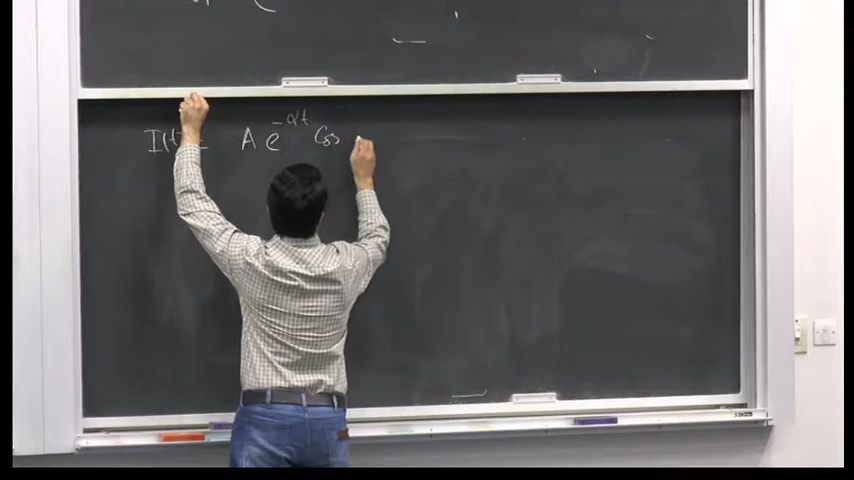 I(t) = A e^{-αt} Cos